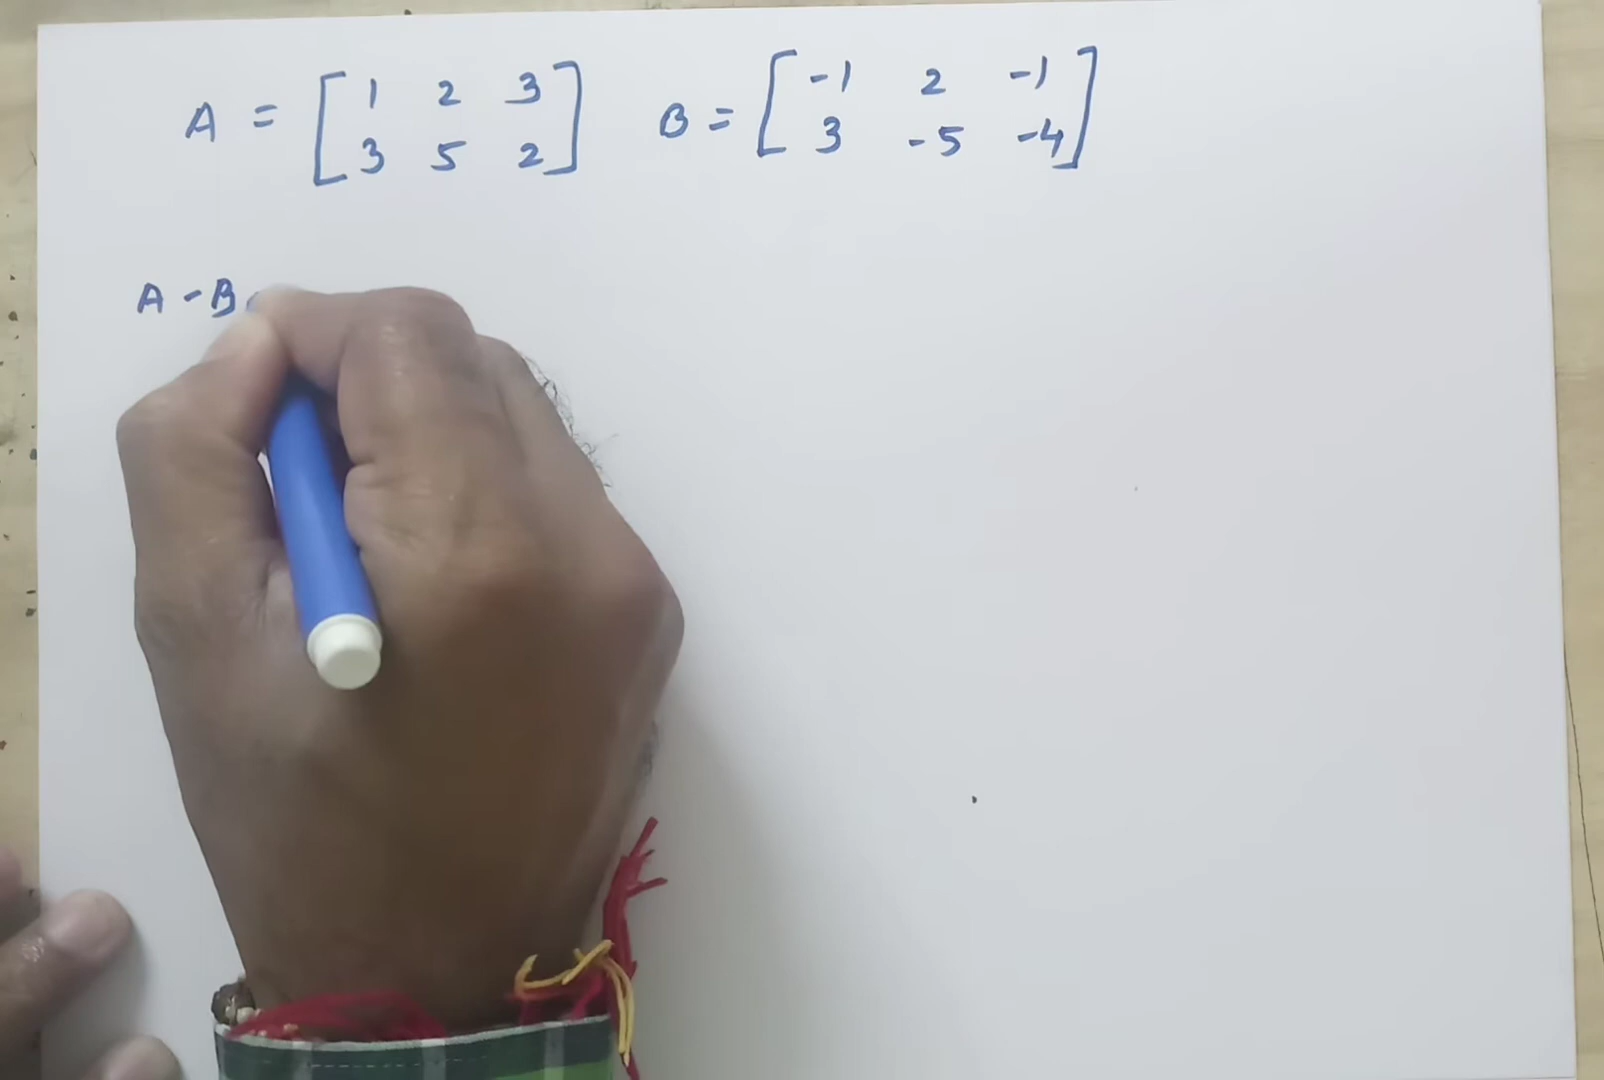 A = [ 1 2 3 B = [ -1 2 -1
3 5 2 ] 3 -5 -4 ]
A - B